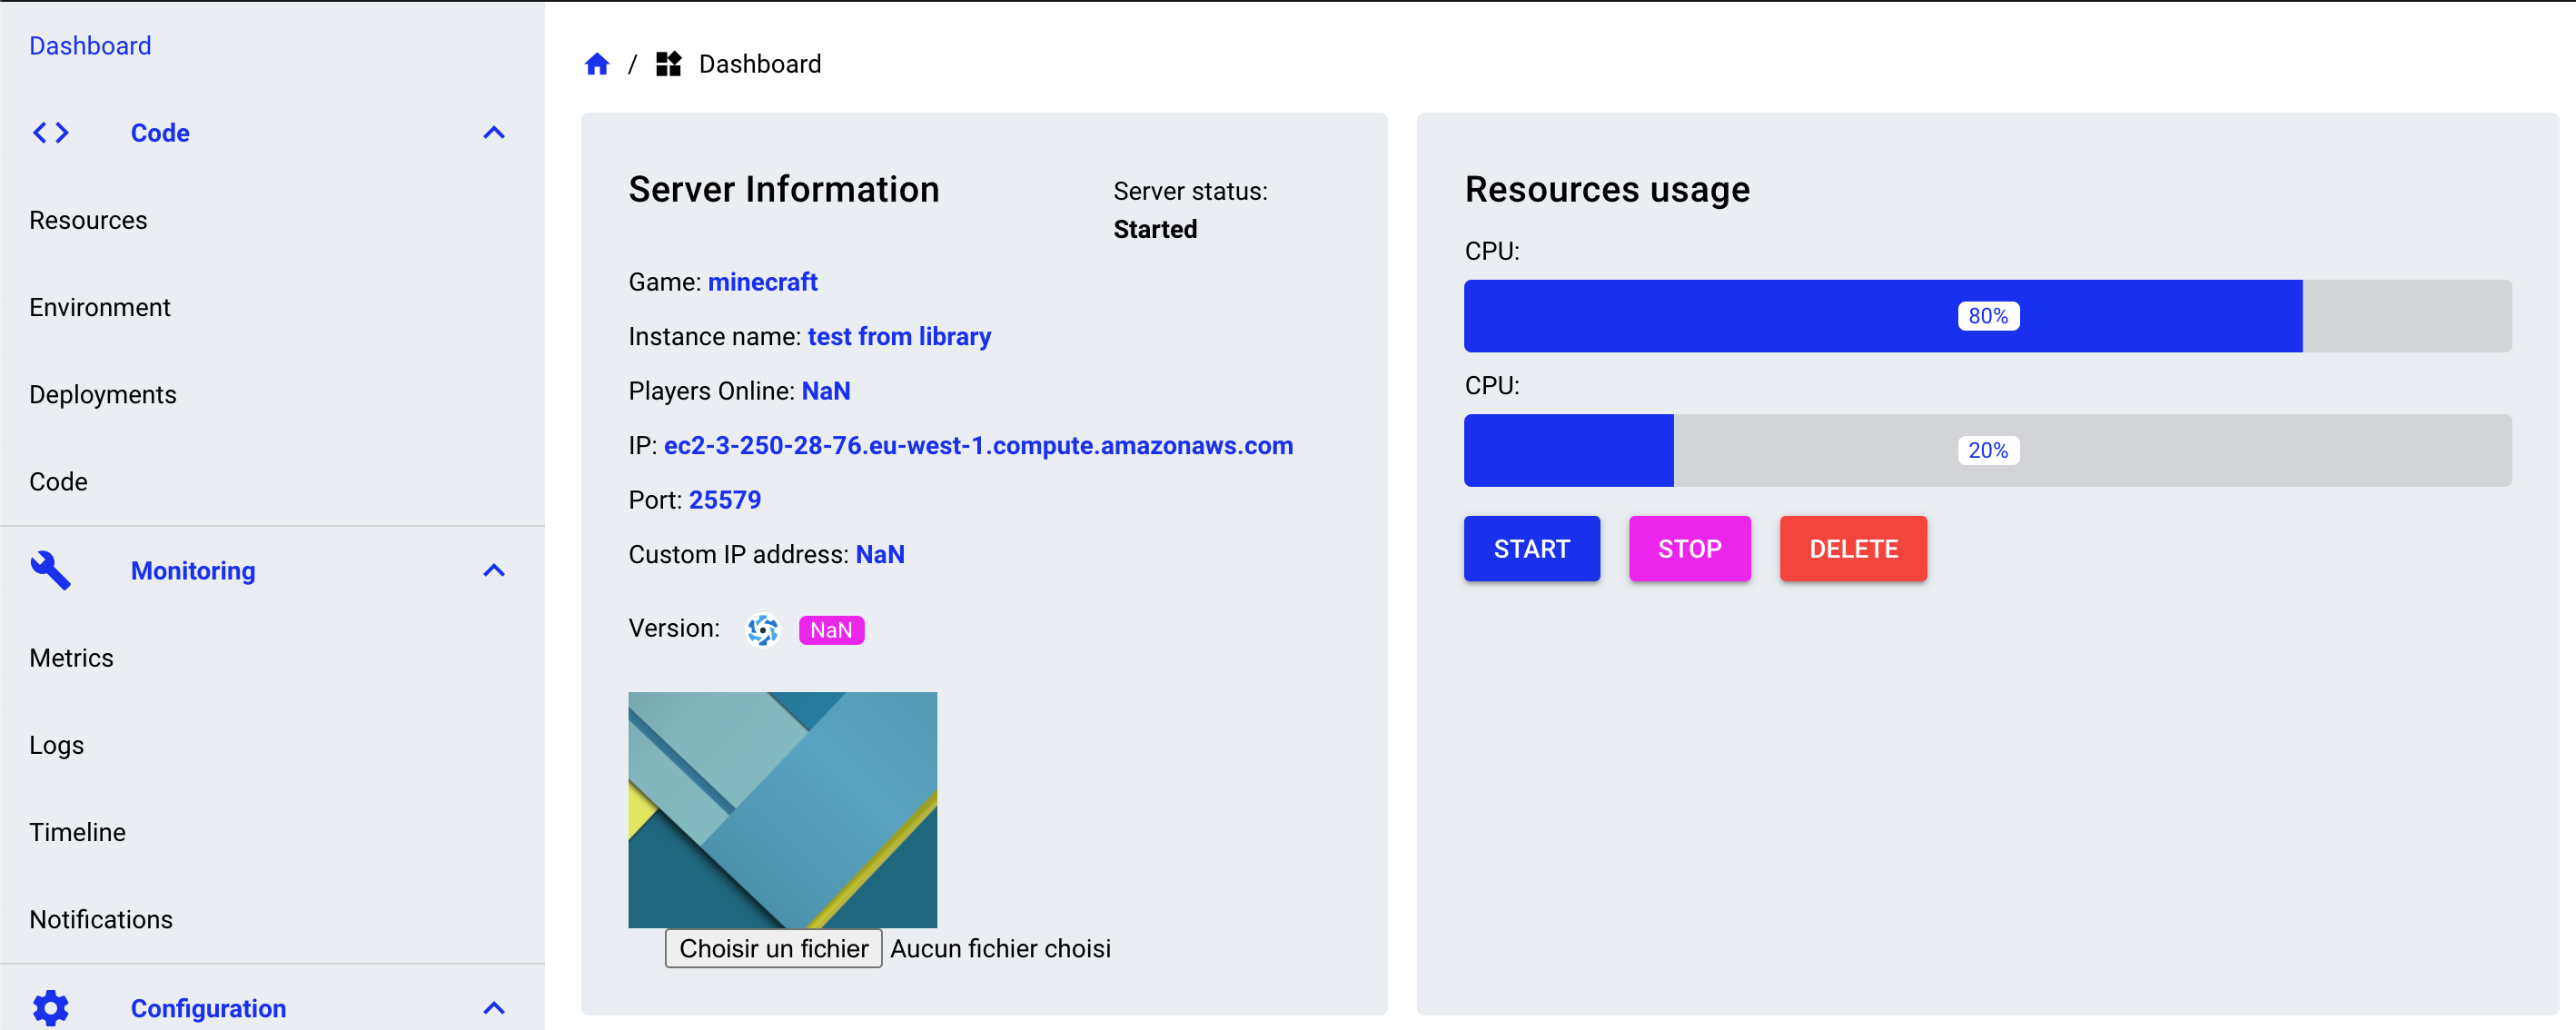 Dashboard
Code
Resources
Environment
Deployments
Code
Monitoring
Metrics
Logs
Timeline
Notifications
Configuration
/ Dashboard
Server Information
Server status:
Started
Game: minecraft
Instance name: test from library
Players Online: NaN
IP: ec2-3-250-28-76.eu-west-1.compute.amazonaws.com
Port: 25579
Custom IP address: NaN
Version: NaN
Choisir un fichier Aucun fichier choisi
Resources usage
CPU:
80%
CPU:
20%
START STOP DELETE